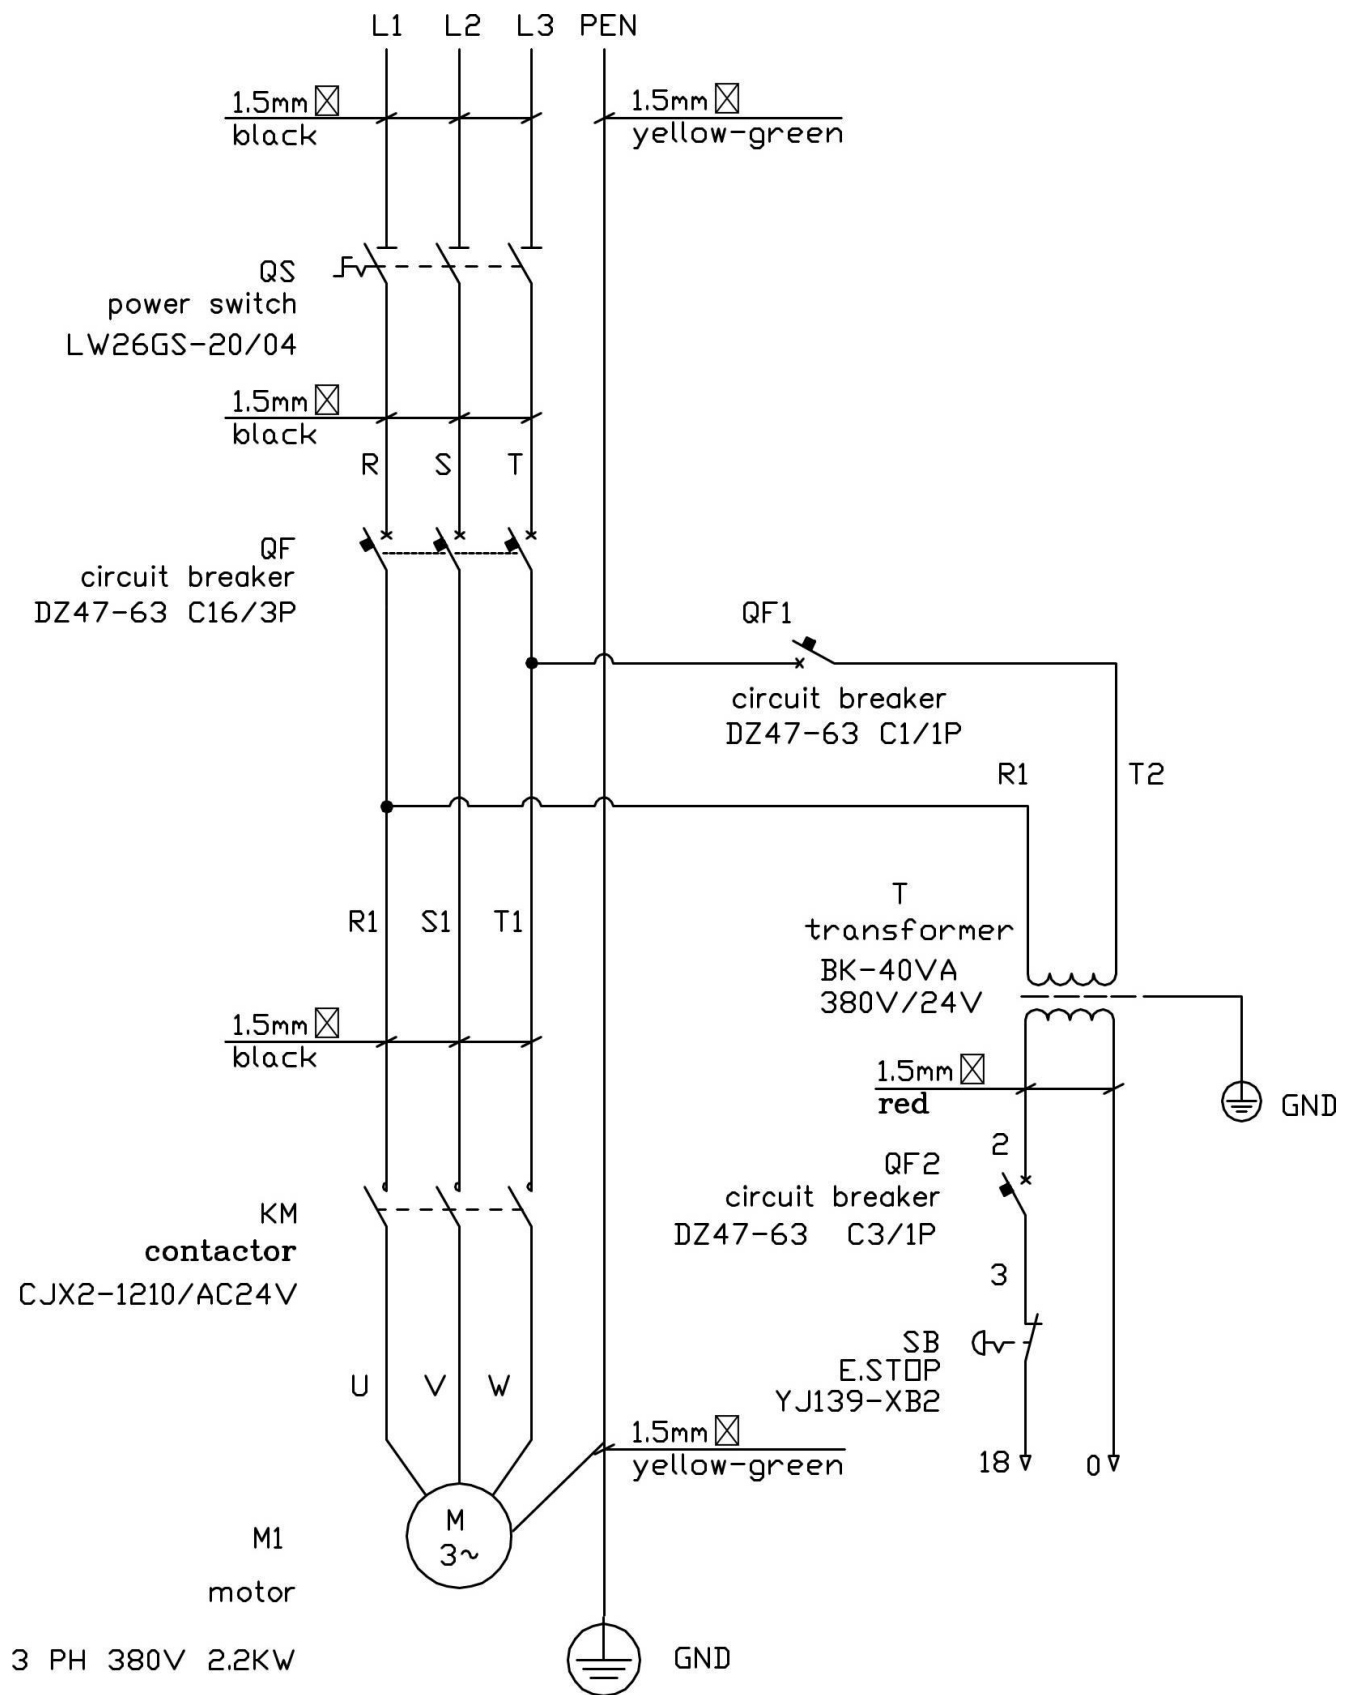 L1 L2 L3 PEN
1.5mm
black
1.5mm
yellow-green
QS
power switch
LW26GS-20/04
1.5mm
black
R S T
QF
circuit breaker
DZ47-63 C16/3P
QF1
circuit breaker
DZ47-63 C1/1P
R1 T2
T
transformer
BK-40VA
380V/24V
R1 S1 T1
1.5mm
black
1.5mm
red
GND
2
QF2
circuit breaker
DZ47-63 C3/1P
KM
contactor
CJX2-1210/AC24V
3
SB
E.STOP
YJ139-XB2
U V W
1.5mm
yellow-green
18 0
M
3~
M1
motor
3 PH 380V 2.2KW
GND